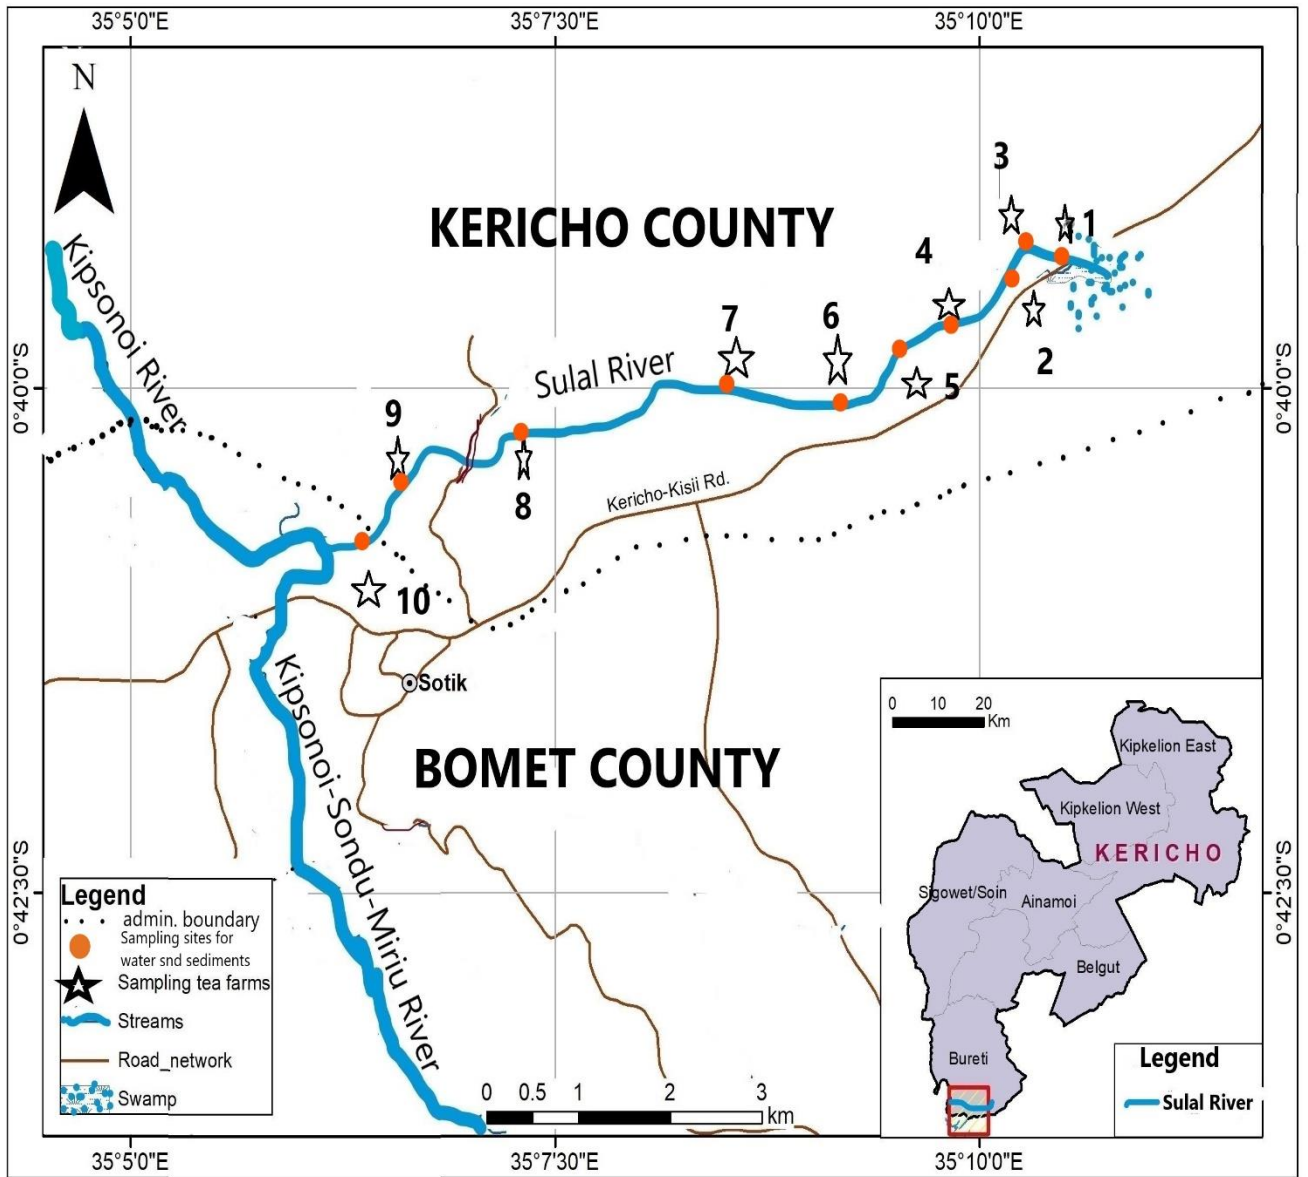 35°5'0"E
35°7'30"E
35°10'0"E
N
3
1
KERICHO COUNTY
4
Kipsonoi River
7
6
2
Sulal River
5
0°40'0"S
0°40'0"S
9
8
Kericho-Kisii Rd.
10
Sotik
Kipsonoi-Sondu-Miriu River
BOMET COUNTY
0 10 20
Km
Kipkelion East
Kipkelion West
KERICHO
Sigowet/Soin
Ainamoi
Belgut
Bureti
Legend
Sulal River
0°42'30"S
0°42'30"S
Legend
admin. boundary
Sampling sites for
water snd sediments
Sampling tea farms
Streams
Road_network
Swamp
0 0.5 1 2 3
km
35°5'0"E
35°7'30"E
35°10'0"E